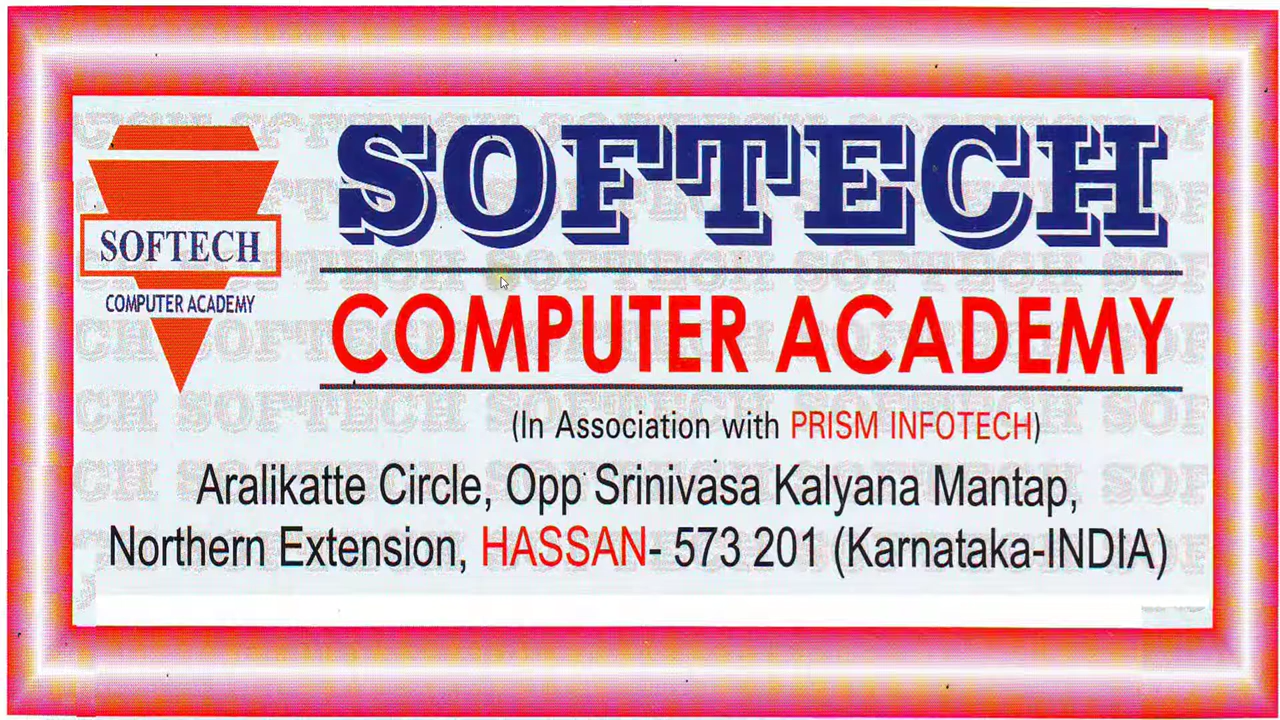 SOFTECH
SOFTECH
COMPUTER ACADEMY
COMPUTER ACADEMY
(In Association with PRISM INFOTECH)
Aralikatte Circle, Opp Srinivasa Kalyana Mantap,
Northern Extension, HASSAN- 573 201 (Karnataka-INDIA)